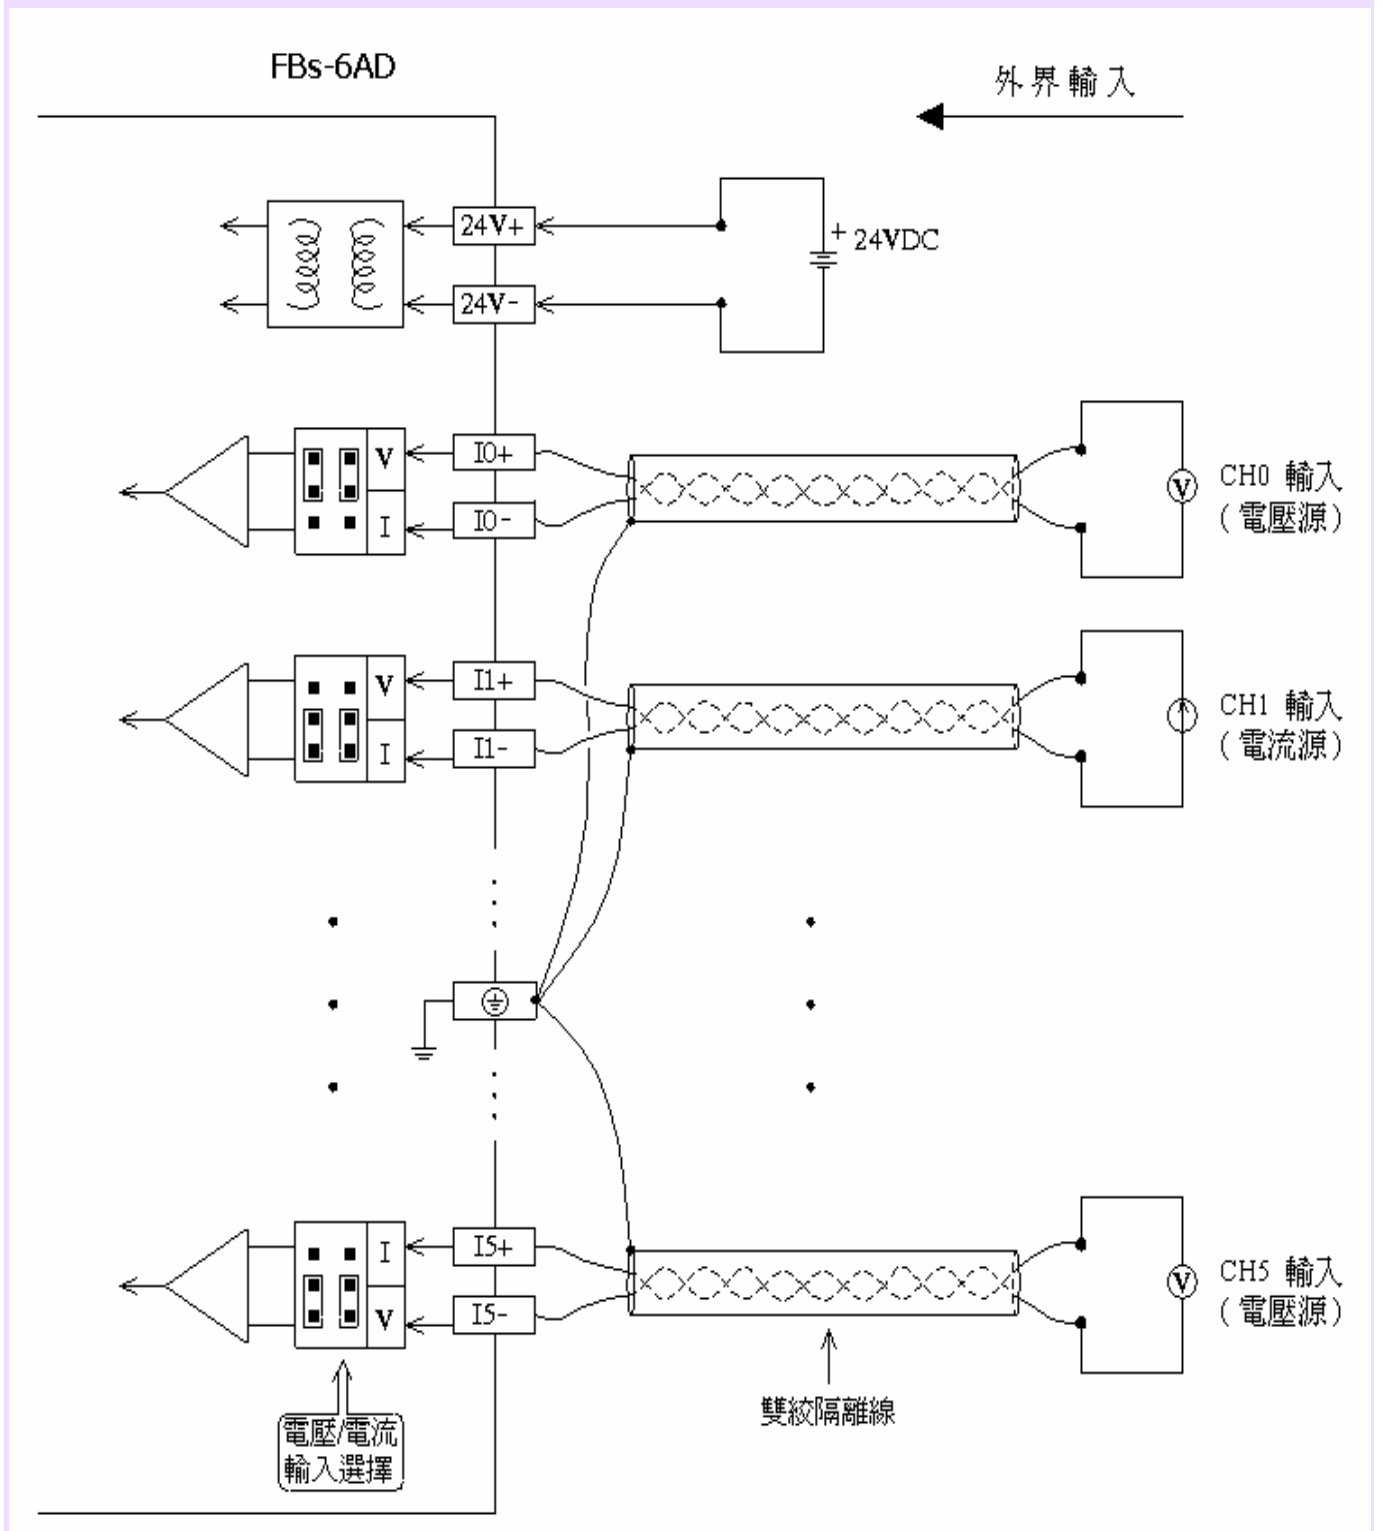 FBs-6AD
外界輸入
24V+
+
24VDC
24V-
V
I0+
I
I0-
V
CH0 輸入
(電壓源)
V
I1+
I
I1-
CH1 輸入
(電流源)
I
I5+
V
I5-
V
CH5 輸入
(電壓源)
雙絞隔離線
電壓/電流
輸入選擇